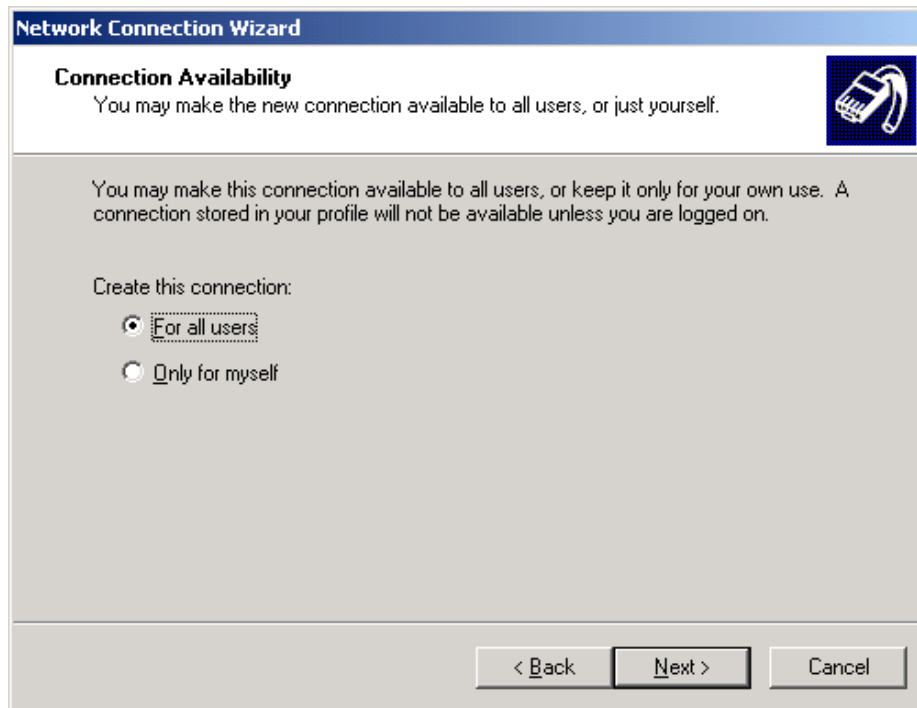 Network Connection Wizard
Connection Availability
You may make the new connection available to all users, or just yourself.
You may make this connection available to all users, or keep it only for your own use.  A
connection stored in your profile will not be available unless you are logged on.
Create this connection:
For all users
Only for myself
< Back
Next >
Cancel